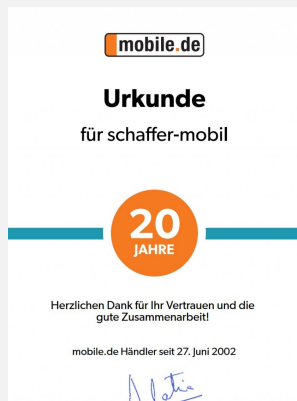 mobile.de
Urkunde
für schaffer-mobil
20
JAHRE
Herzlichen Dank für Ihr Vertrauen und die
gute Zusammenarbeit!
mobile.de Händler seit 27. Juni 2002